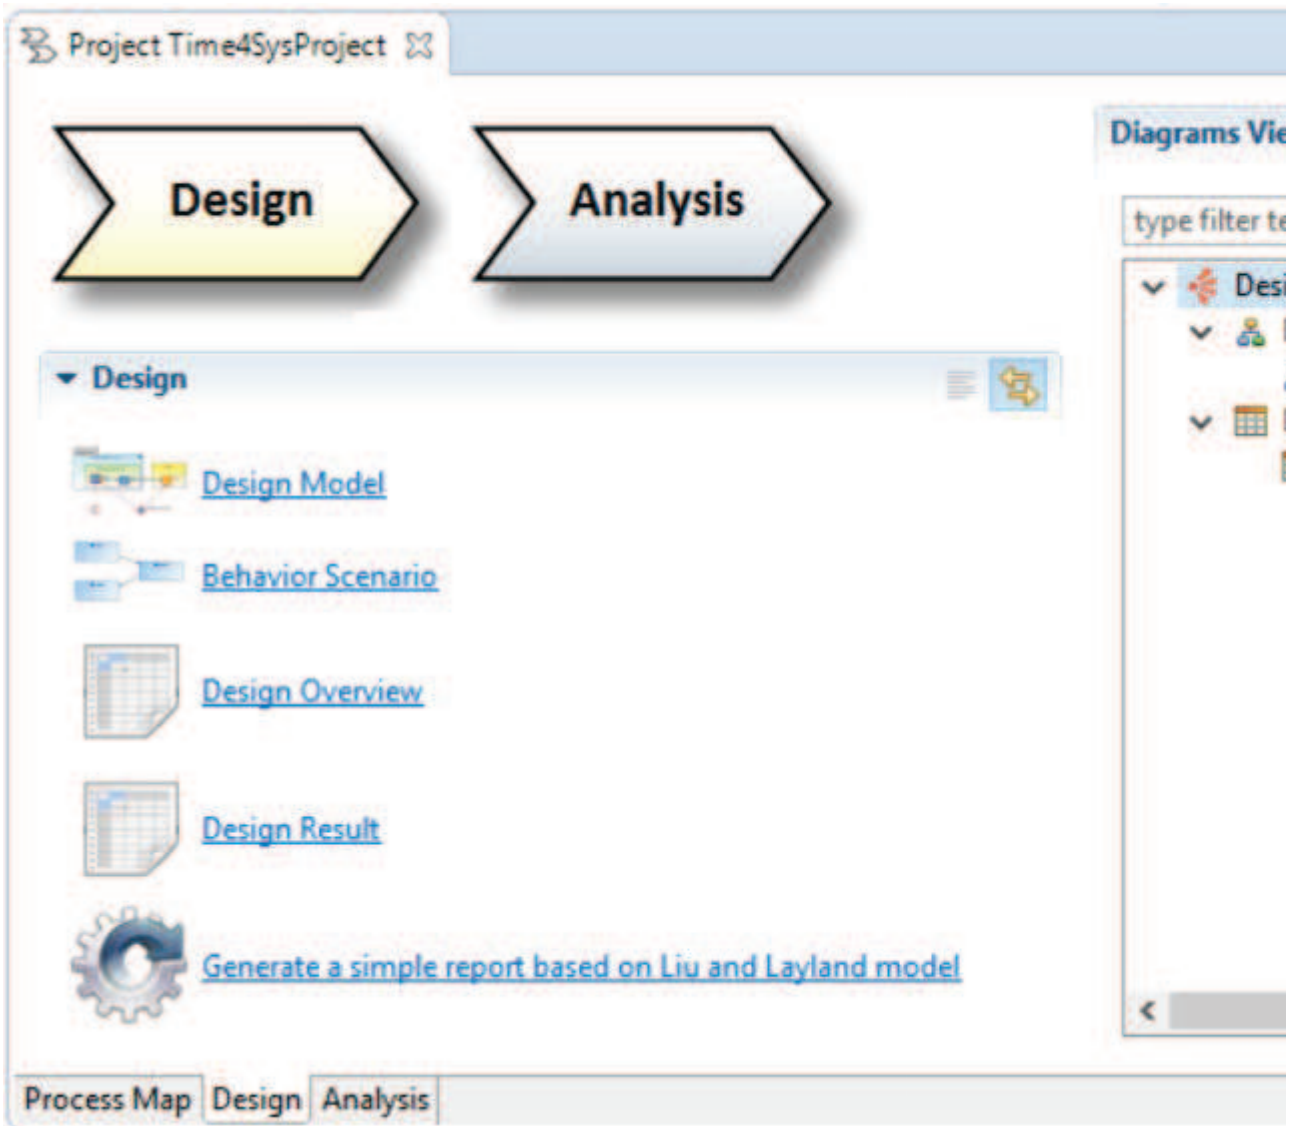 Project Time4SysProject
Design
Analysis
Diagrams Vie
type filter te
Desi
Design
Design Model
Behavior Scenario
Design Overview
Design Result
Generate a simple report based on Liu and Layland model
Process Map
Design
Analysis